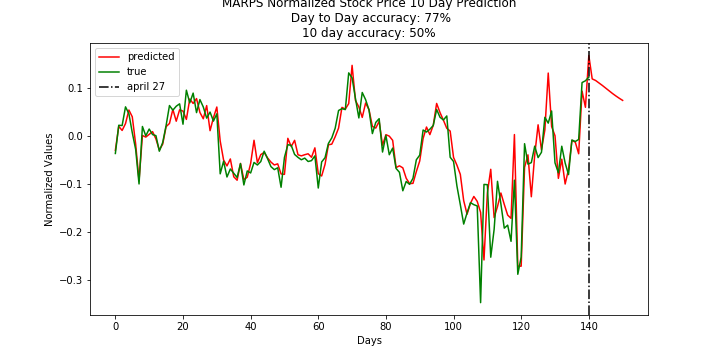 MARPS Normalized Stock Price 10 Day Prediction
Day to Day accuracy: 77%
10 day accuracy: 50%
predicted
true
april 27
Normalized Values
0.1
0.0
−0.1
−0.2
−0.3
0
20
40
60
80
100
120
140
Days